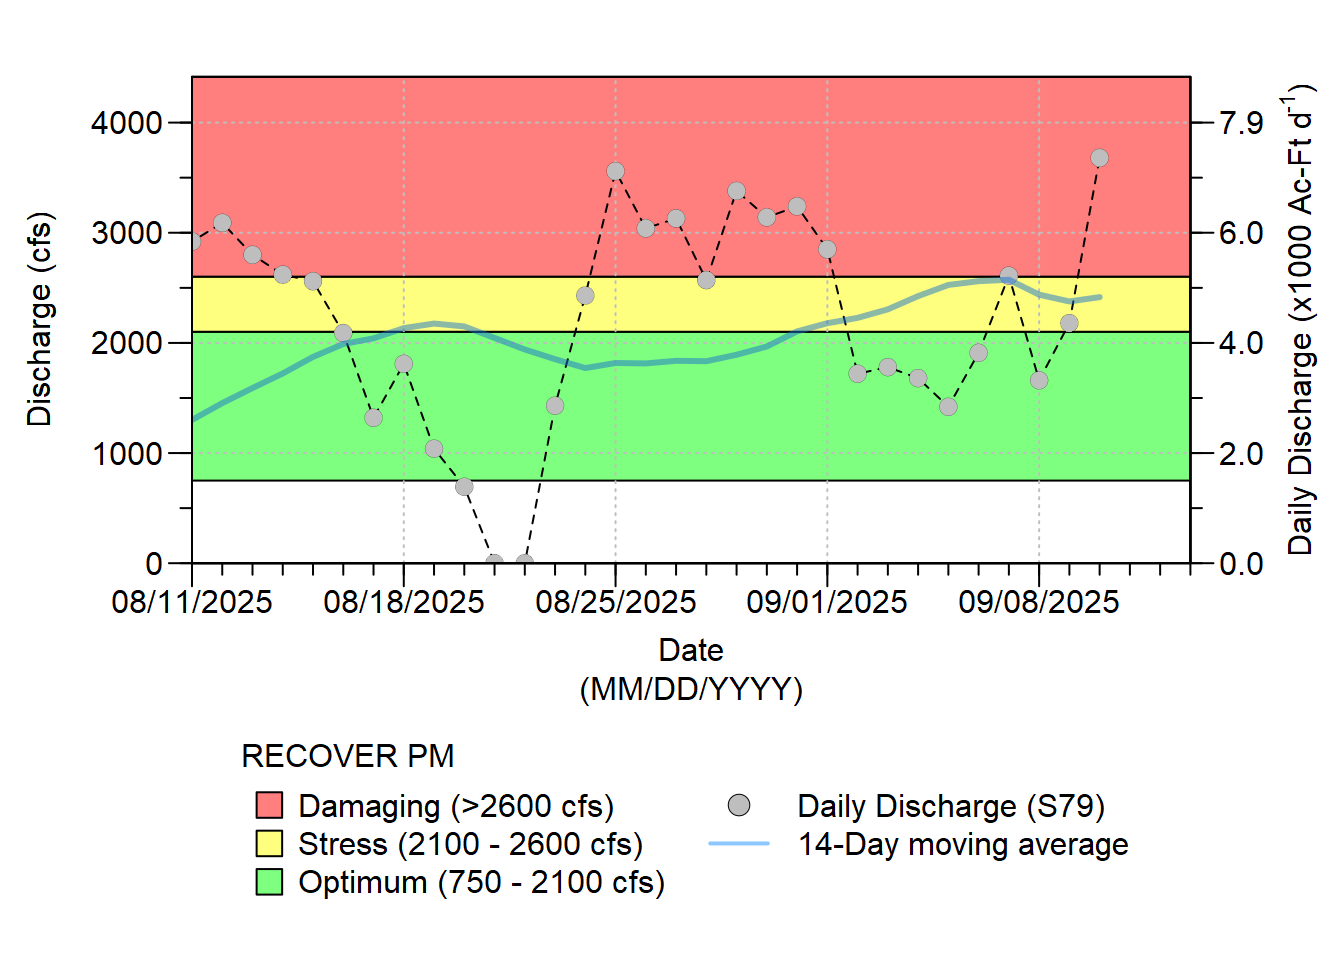 4000
3000
2000
1000
0
Discharge (cfs)
7.9
6.0
4.0
2.0
0.0
Daily Discharge (x1000 Ac-Ft d⁻¹)
08/11/2025 08/18/2025 08/25/2025 09/01/2025 09/08/2025
Date
(MM/DD/YYYY)
RECOVER PM
Damaging (>2600 cfs)
Stress (2100 - 2600 cfs)
Optimum (750 - 2100 cfs)
Daily Discharge (S79)
14-Day moving average